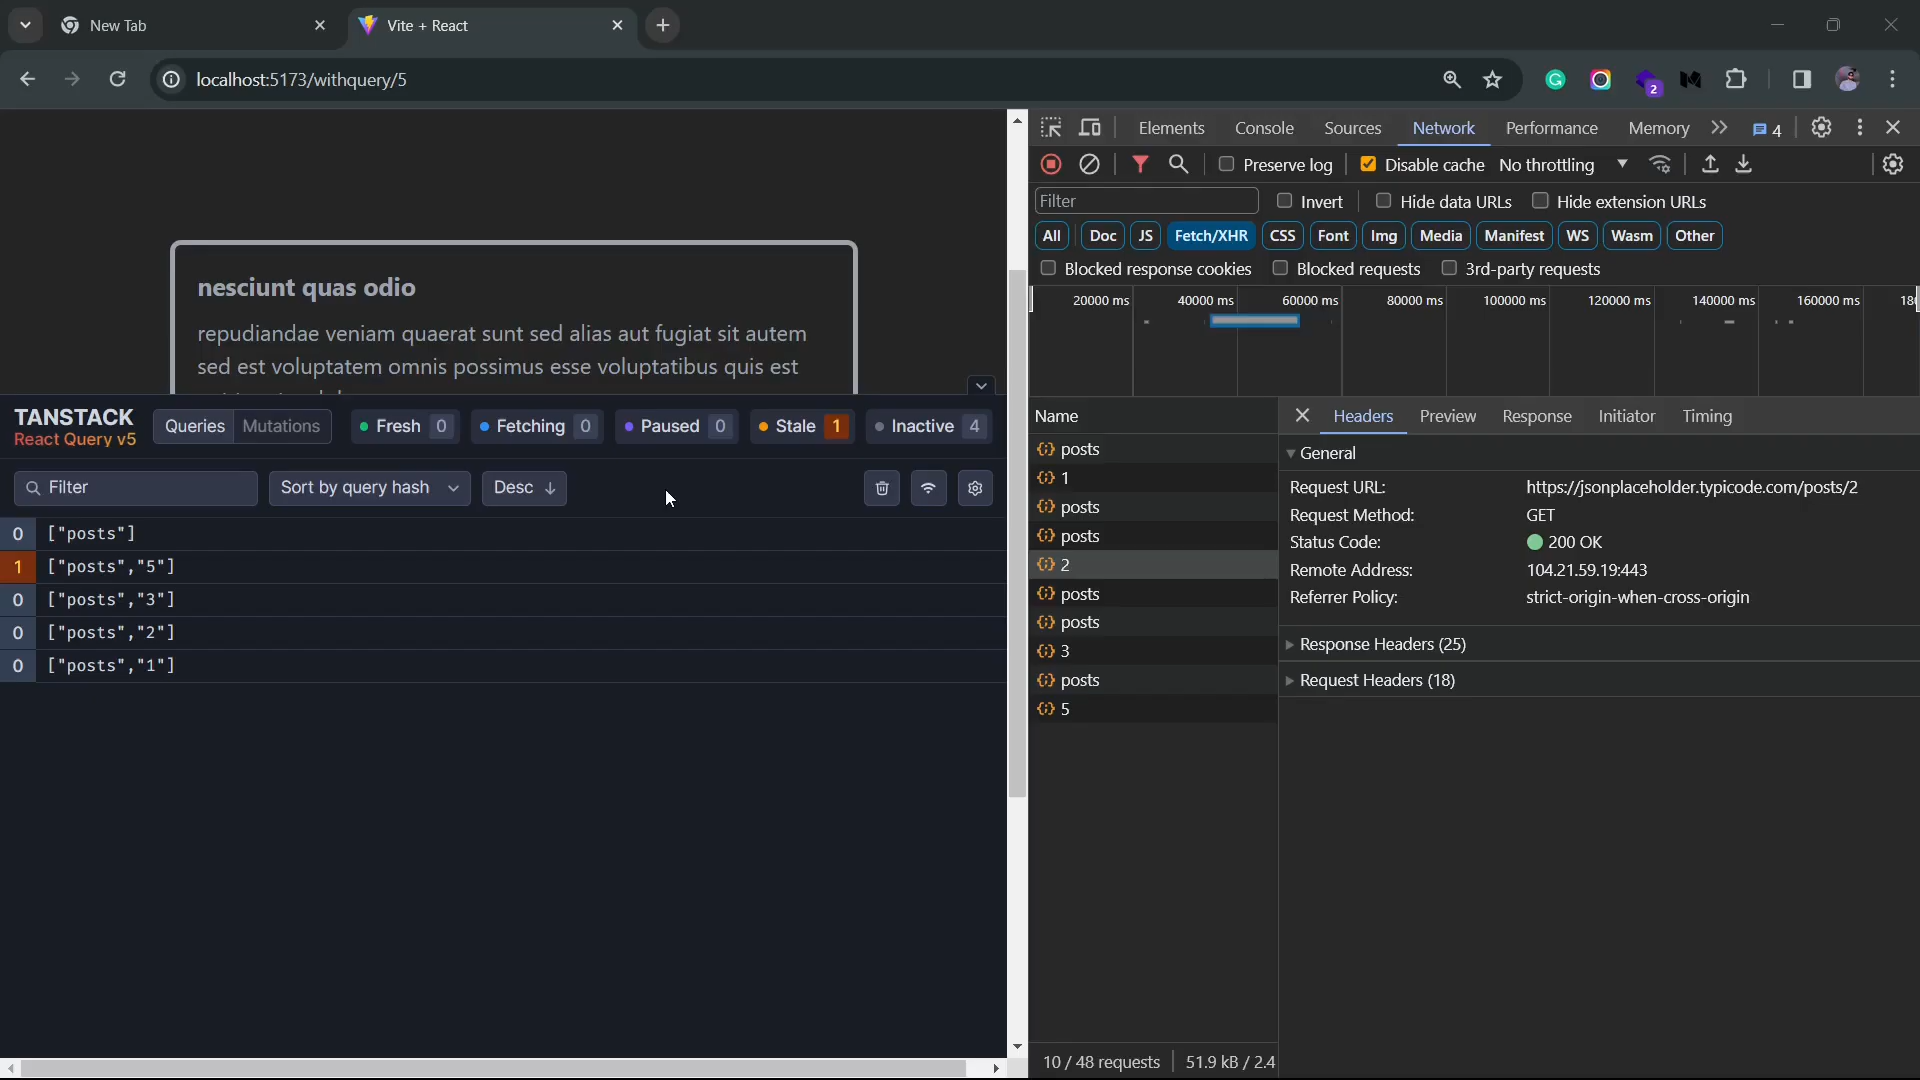 New Tab
Vite + React
localhost:5173/withquery/5
2
nesciunt quas odio
repudiandae veniam quaerat sunt sed alias aut fugiat sit autem
sed est voluptatem omnis possimus esse voluptatibus quis est
TANSTACK
React Query v5
Queries Mutations
Fresh 0
Fetching 0
Paused 0
Stale 1
Inactive 4
Filter
Sort by query hash
Desc ↓
0 ["posts"]
1 ["posts","5"]
0 ["posts","3"]
0 ["posts","2"]
0 ["posts","1"]
Elements Console Sources Network Performance Memory 4
Preserve log Disable cache No throttling
Filter Invert Hide data URLs Hide extension URLs
All Doc JS Fetch/XHR CSS Font Img Media Manifest WS Wasm Other
Blocked response cookies Blocked requests 3rd-party requests
20000 ms 40000 ms 60000 ms 80000 ms 100000 ms 120000 ms 140000 ms 160000 ms 18
Name
posts
1
posts
posts
2
posts
posts
3
posts
5
10 / 48 requests 51.9 kB / 2.4
Headers Preview Response Initiator Timing
General
Request URL: https://jsonplaceholder.typicode.com/posts/2
Request Method: GET
Status Code: 200 OK
Remote Address: 104.21.59.19:443
Referrer Policy: strict-origin-when-cross-origin
Response Headers (25)
Request Headers (18)